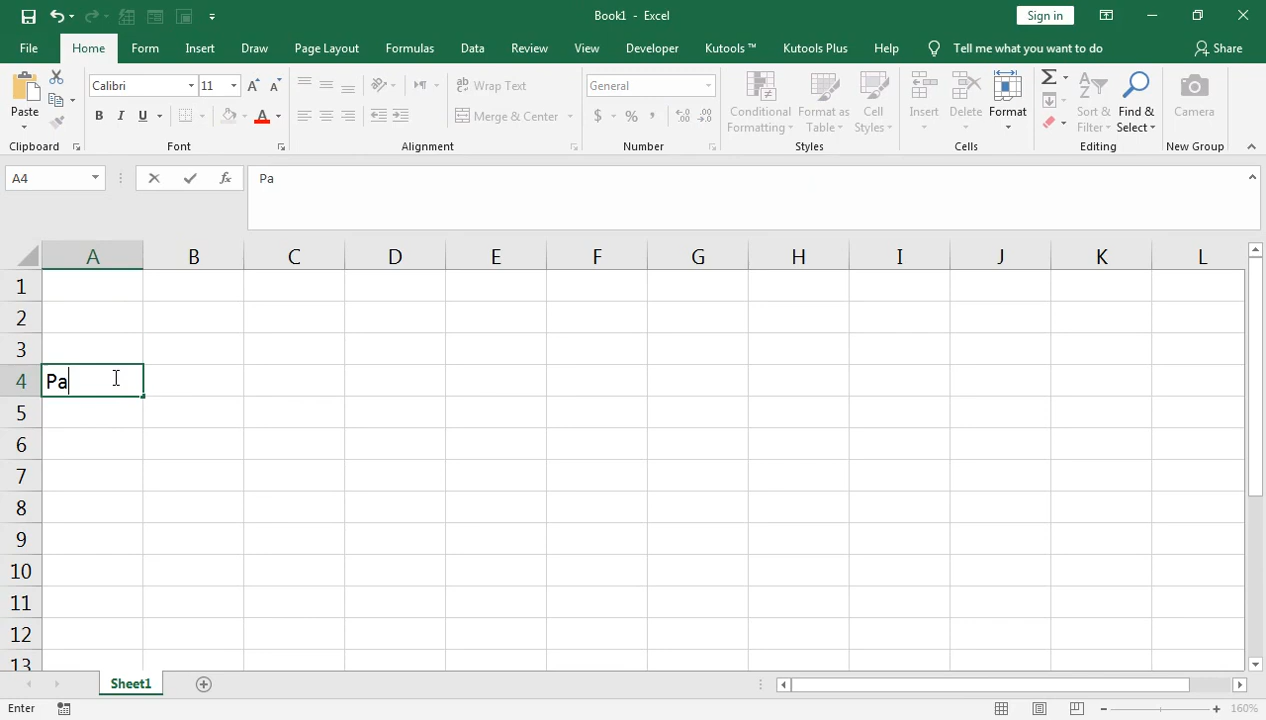 Book1 - Excel
Sign in
File Home Form Insert Draw Page Layout Formulas Data Review View Developer Kutools ™ Kutools Plus Help Tell me what you want to do Share
Paste
Calibri 11
B I U A
Wrap Text
Merge & Center
General
$ % ,
Conditional Formatting
Format as Table
Cell Styles
Insert
Delete
Format
Sort & Filter
Find & Select
Camera
Clipboard Font Alignment Number Styles Cells Editing New Group
A4 fx Pa
A B C D E F G H I J K L
1
2
3
4 Pa
5
6
7
8
9
10
11
12
13
Sheet1
Enter 160%